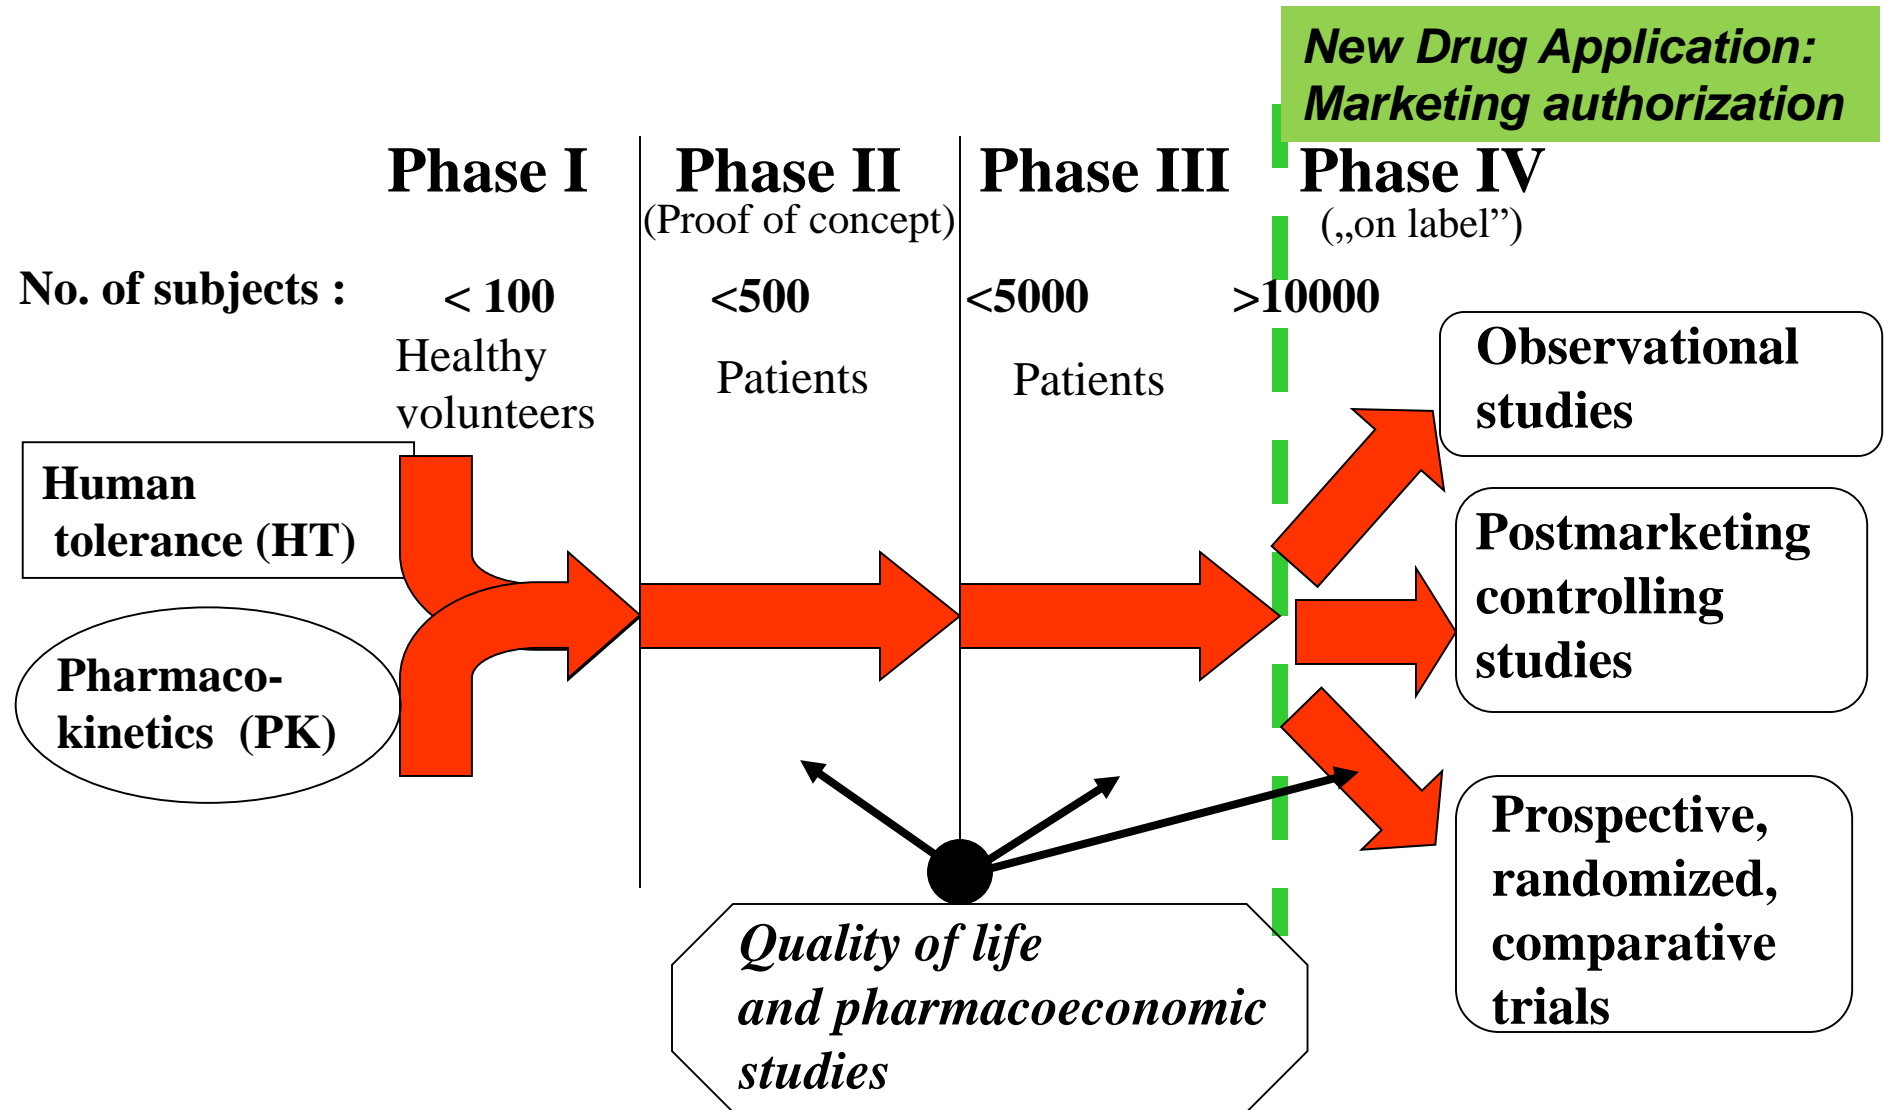 New Drug Application:
Marketing authorization
Phase I
Phase II
(Proof of concept)
Phase III
Phase IV
(„on label”)
No. of subjects :
< 100
<500
<5000
>10000
Healthy
volunteers
Patients
Patients
Human
tolerance (HT)
Pharmaco-
kinetics (PK)
Observational
studies
Postmarketing
controlling
studies
Prospective,
randomized,
comparative
trials
Quality of life
and pharmacoeconomic
studies